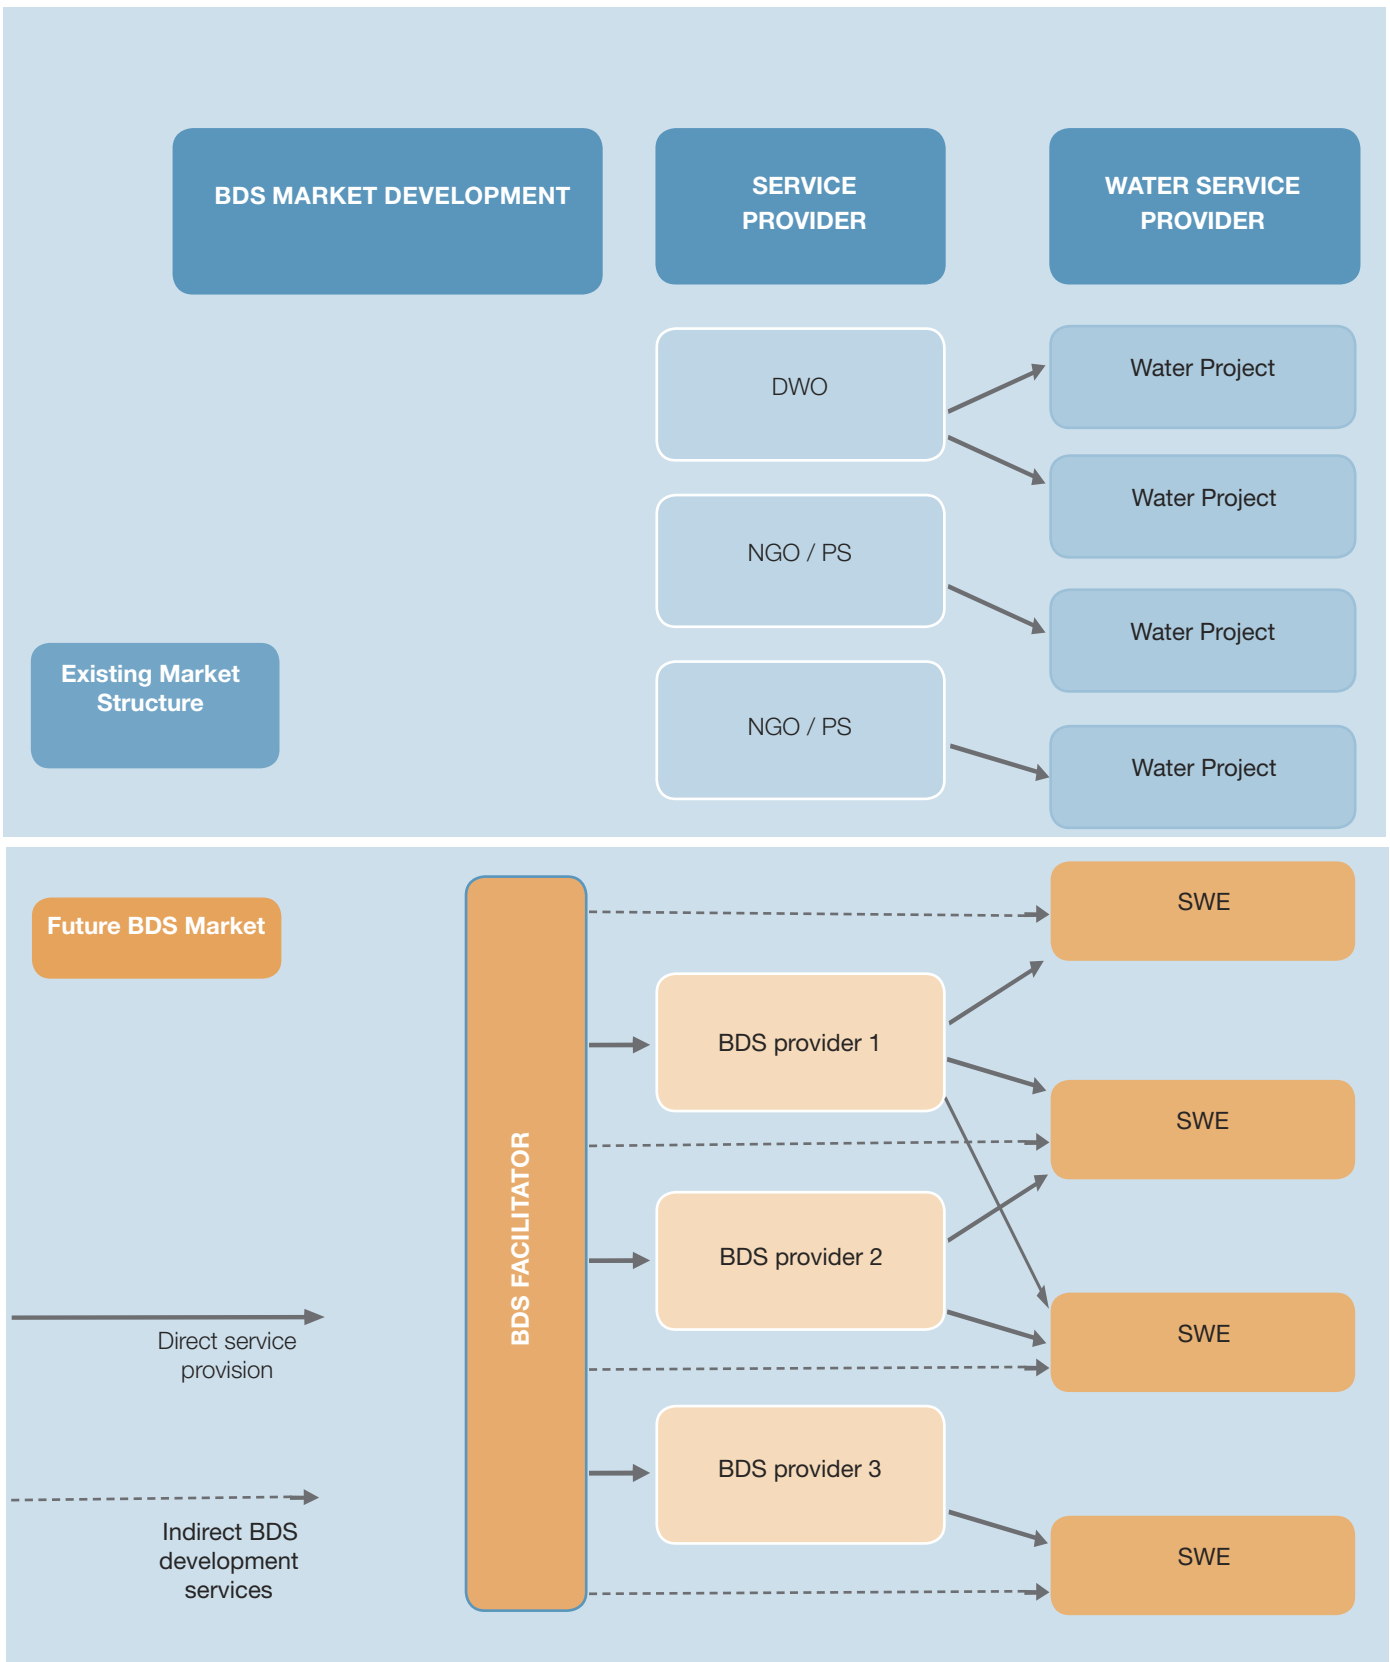 BDS MARKET DEVELOPMENT
SERVICE
PROVIDER
WATER SERVICE
PROVIDER
DWO
Water Project
Water Project
NGO / PS
Water Project
Existing Market
Structure
NGO / PS
Water Project
Future BDS Market
SWE
BDS provider 1
SWE
BDS FACILITATOR
BDS provider 2
SWE
Direct service
provision
BDS provider 3
Indirect BDS
development
services
SWE